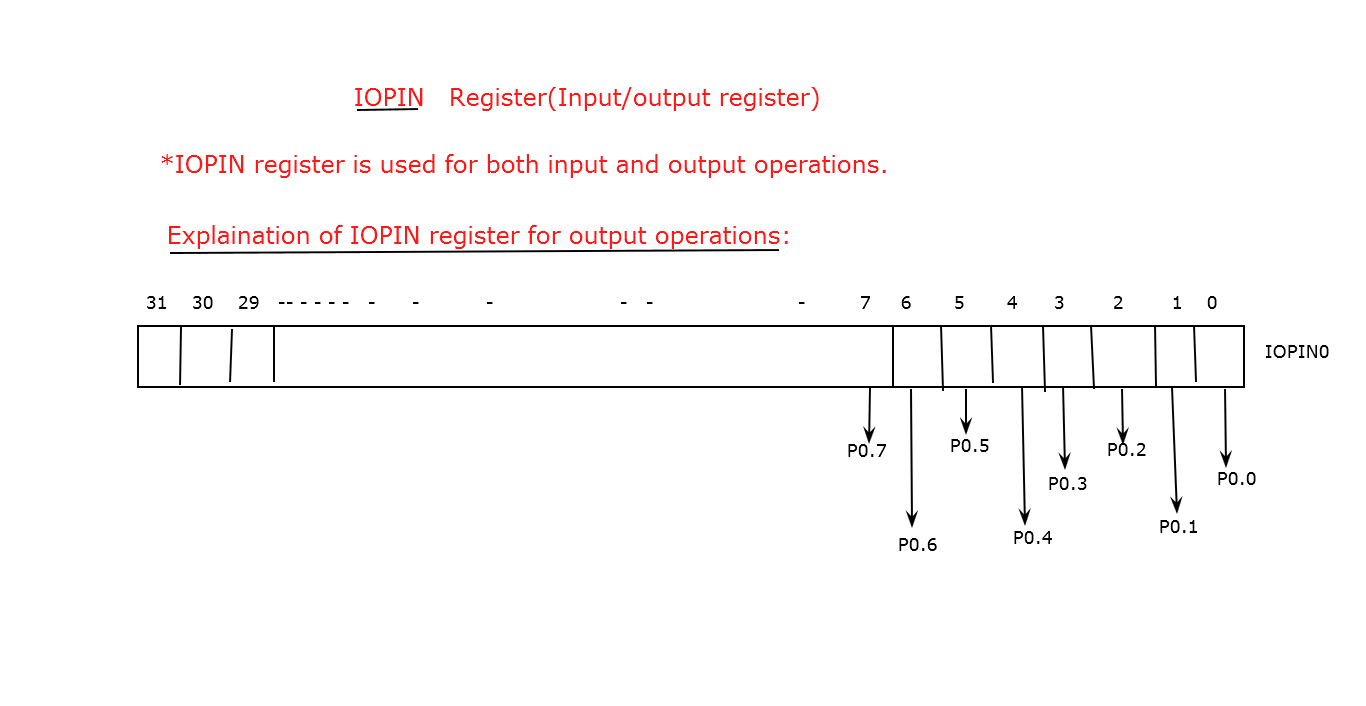 IOPIN Register(Input/output register)
*IOPIN register is used for both input and output operations.
Explaination of IOPIN register for output operations:
31 30 29 -- - - - - - - - - - - 7 6 5 4 3 2 1 0
IOPIN0
P0.7 P0.5 P0.2
P0.3 P0.0
P0.6 P0.4 P0.1